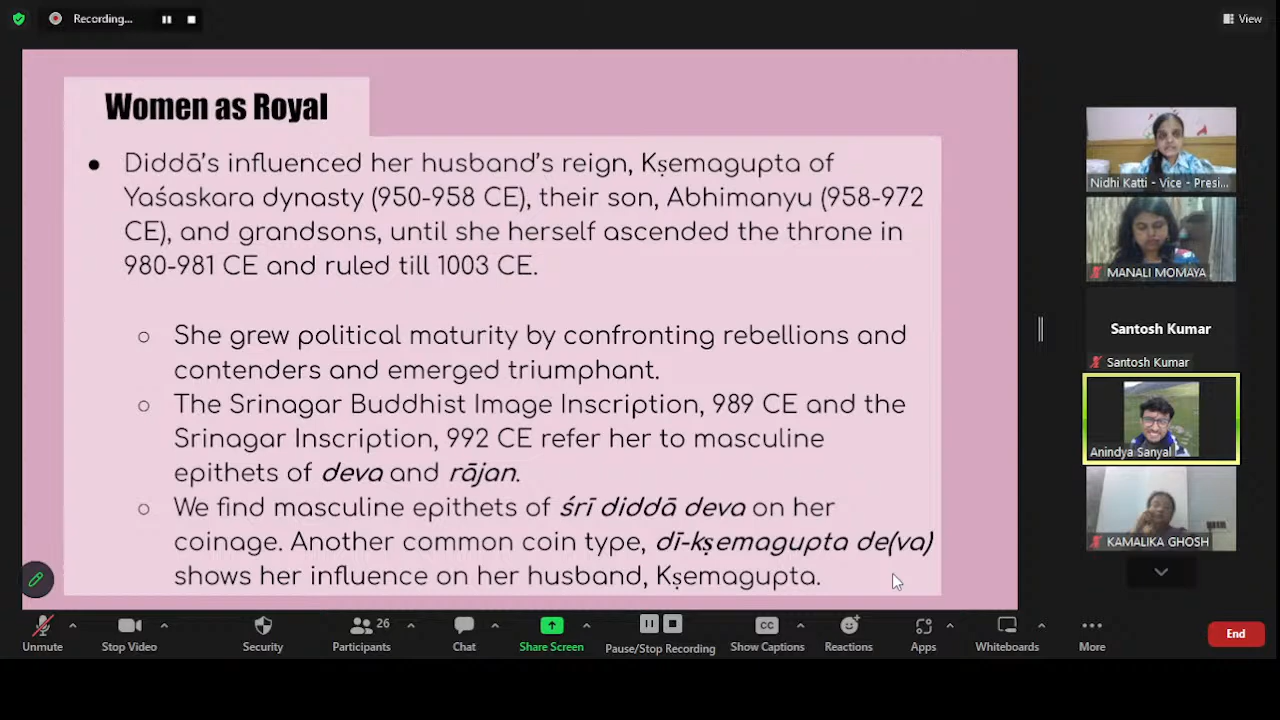 Recording...
View
Women as Royal
● Diddā's influenced her husband's reign, Kṣemagupta of
Yaśaskara dynasty (950-958 CE), their son, Abhimanyu (958-972
CE), and grandsons, until she herself ascended the throne in
980-981 CE and ruled till 1003 CE.
○ She grew political maturity by confronting rebellions and
contenders and emerged triumphant.
○ The Srinagar Buddhist Image Inscription, 989 CE and the
Srinagar Inscription, 992 CE refer her to masculine
epithets of deva and rājan.
○ We find masculine epithets of śrī diddā deva on her
coinage. Another common coin type, dī-kṣemagupta de(va)
shows her influence on her husband, Kṣemagupta.
Nidhi Katti - Vice - Presi...
MANALI MOMAYA
Santosh Kumar
Santosh Kumar
Anindya Sanyal
KAMALIKA GHOSH
Unmute
Stop Video
Security
Participants 26
Chat
Share Screen
Pause/Stop Recording
CC
Show Captions
Reactions
Apps
Whiteboards
More
End